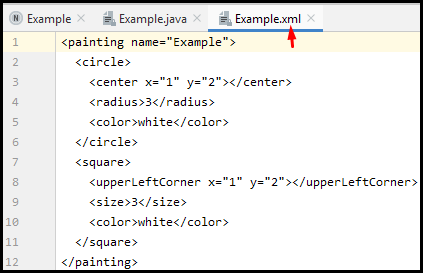 Example Example.java Example.xml
1 <painting name="Example">
2 <circle>
3 <center x="1" y="2"></center>
4 <radius>3</radius>
5 <color>white</color>
6 </circle>
7 <square>
8 <upperLeftCorner x="1" y="2"></upperLeftCorner>
9 <size>3</size>
10 <color>white</color>
11 </square>
12 </painting>